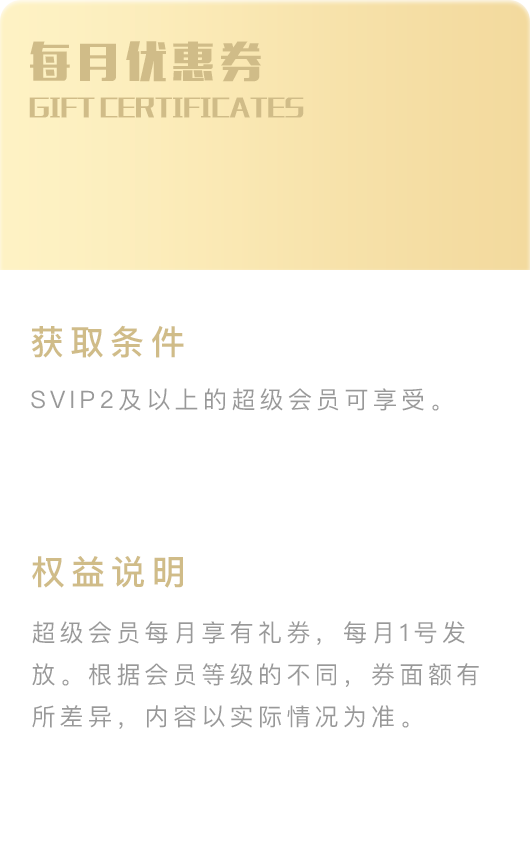 每月优惠券
GIFT CERTIFICATES
获取条件
SVIP2及以上的超级会员可享受。
权益说明
超级会员每月享有礼券，每月1号发
放。根据会员等级的不同，券面额有
所差异，内容以实际情况为准。